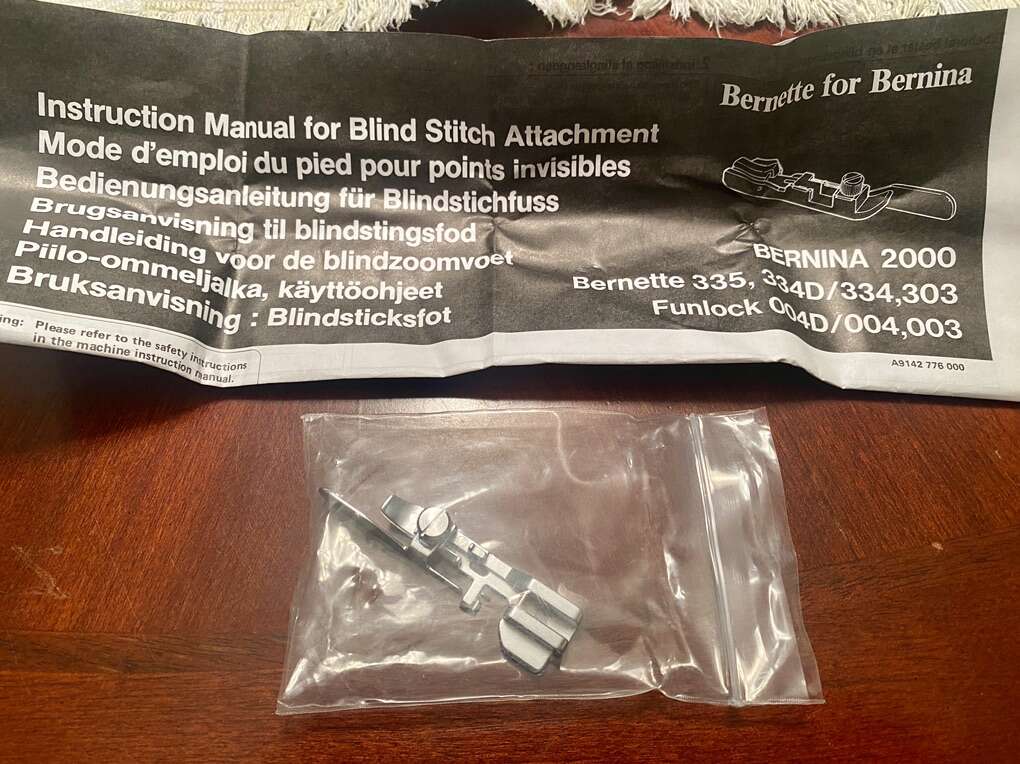 Bernette for Bernina
Instruction Manual for Blind Stitch Attachment
Mode d'emploi du pied pour points invisibles
Bedienungsanleitung für Blindstichfuss
Brugsanvisning til blindstingsfod
Handleiding voor de blindzoomvoet
Piilo-ommeljalka, käyttöohjeet
Bruksanvisning : Blindsticksfot
BERNINA 2000
Bernette 335, 334D/334,303
Funlock 004D/004,003
ing: Please refer to the safety instructions
in the machine instruction manual.
A9142 776 000